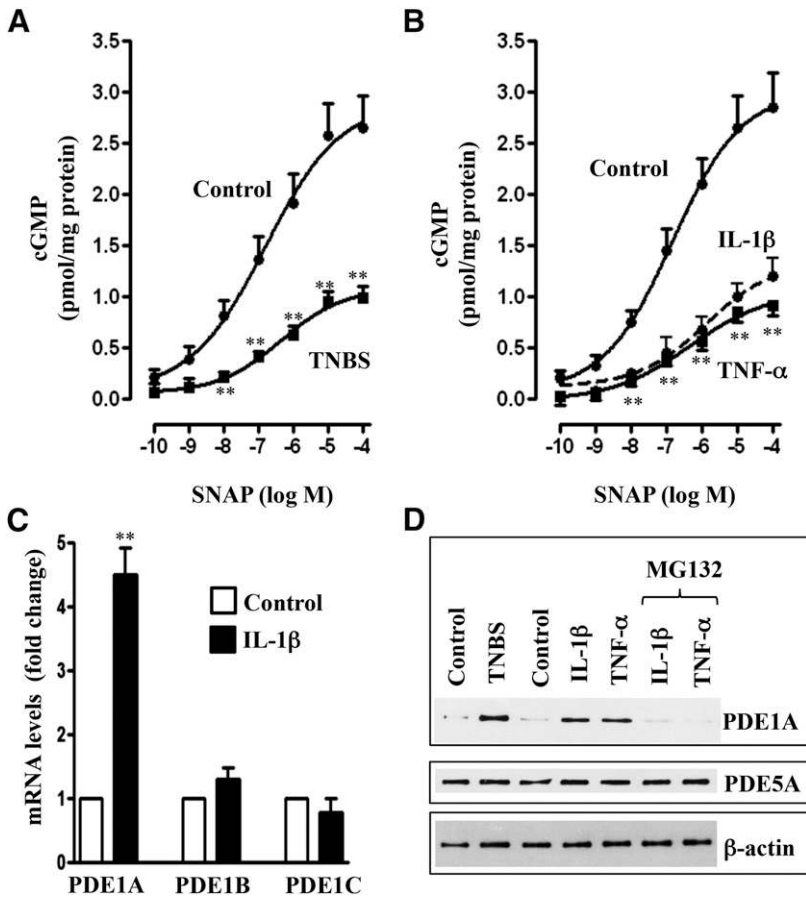 A
3.5
3.0
2.5
2.0
1.5
1.0
0.5
0.0
cGMP
(pmol/mg protein)
Control
**
**
**
**
**
TNBS
-10 -9 -8 -7 -6 -5 -4
SNAP (log M)
B
3.5
3.0
2.5
2.0
1.5
1.0
0.5
0.0
cGMP
(pmol/mg protein)
Control
IL-1β
TNF-α
**
**
**
**
**
-10 -9 -8 -7 -6 -5 -4
SNAP (log M)
C
5
4
3
2
1
0
mRNA levels (fold change)
**
Control
IL-1β
PDE1A PDE1B PDE1C
D
MG132
Control
TNBS
Control
IL-1β
TNF-α
IL-1β
TNF-α
PDE1A
PDE5A
β-actin